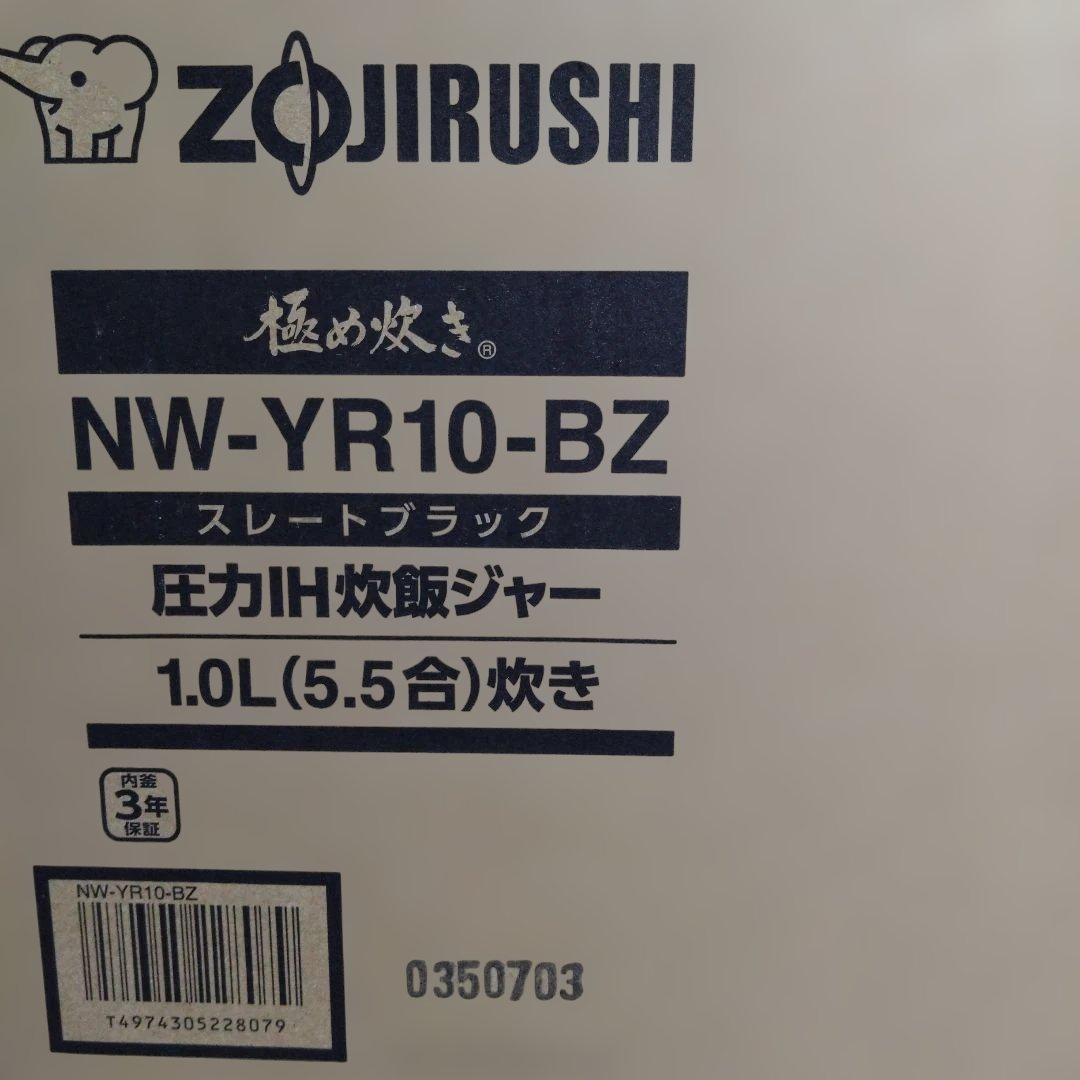 ZOJIRUSHI
極め炊き®
NW-YR10-BZ
スレートブラック
圧力IH炊飯ジャー
1.0L(5.5合)炊き
内釜
3年
保証
NW-YR10-BZ
T4974305228079
0350703